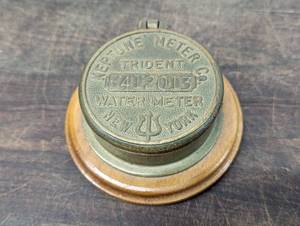 NEPTUNE METER CO.
TRIDENT
6412013
WATER METER
NEW YORK